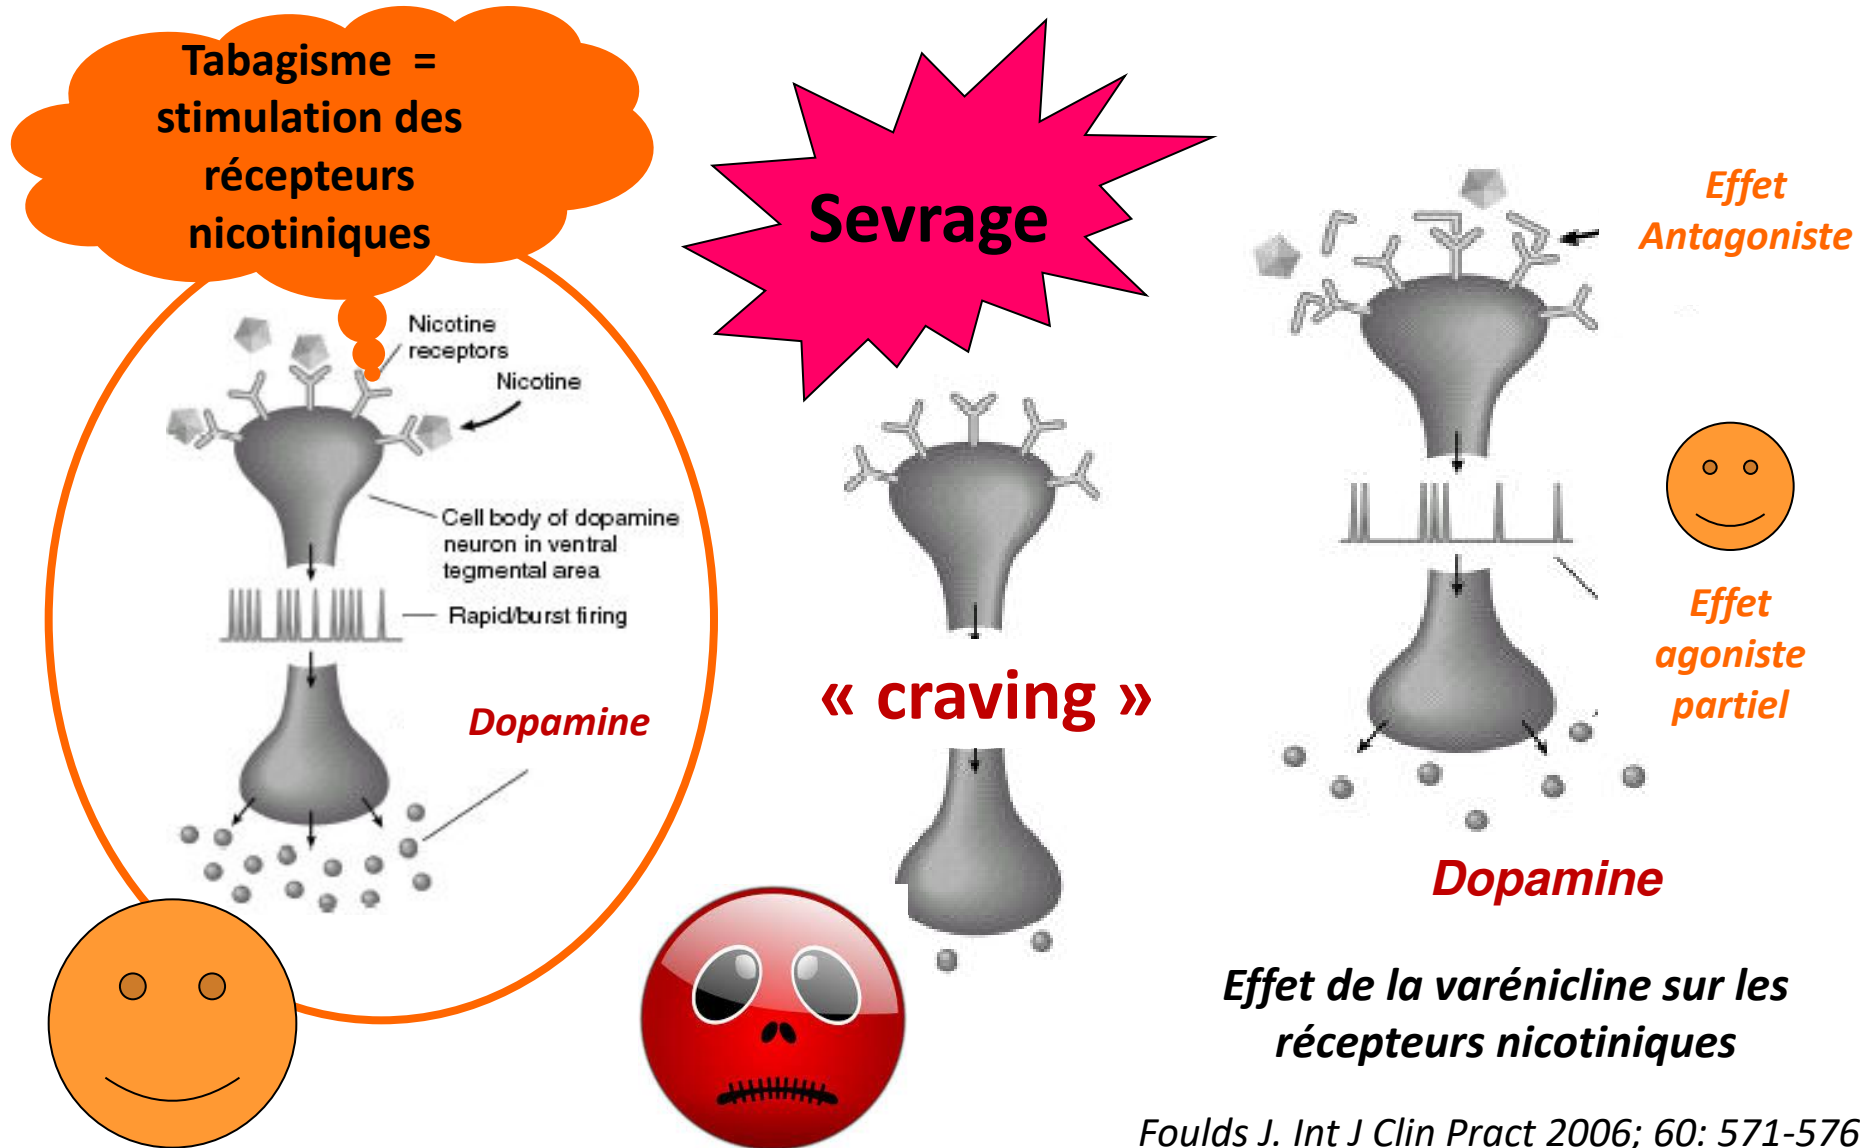 Tabagisme =
stimulation des
récepteurs
nicotiniques
Nicotine
receptors
Nicotine
Cell body of dopamine
neuron in ventral
tegmental area
Rapid/burst firing
Dopamine
Sevrage
« craving »
Effet
Antagoniste
Effet
agoniste
partiel
Dopamine
Effet de la varénicline sur les
récepteurs nicotiniques
Foulds J. Int J Clin Pract 2006; 60: 571-576